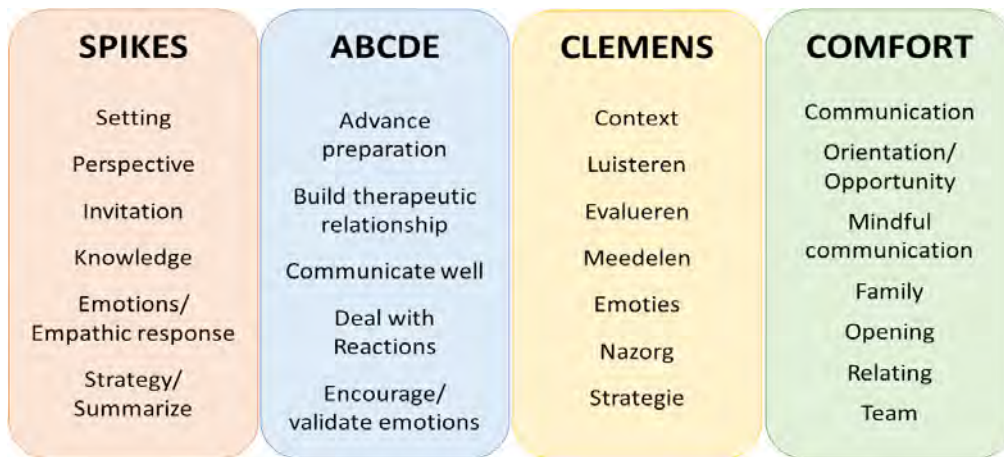 SPIKES
Setting
Perspective
Invitation
Knowledge
Emotions/
Empathic response
Strategy/
Summarize
ABCDE
Advance
preparation
Build therapeutic
relationship
Communicate well
Deal with
Reactions
Encourage/
validate emotions
CLEMENS
Context
Luisteren
Evalueren
Meedelen
Emoties
Nazorg
Strategie
COMFORT
Communication
Orientation/
Opportunity
Mindful
communication
Family
Opening
Relating
Team